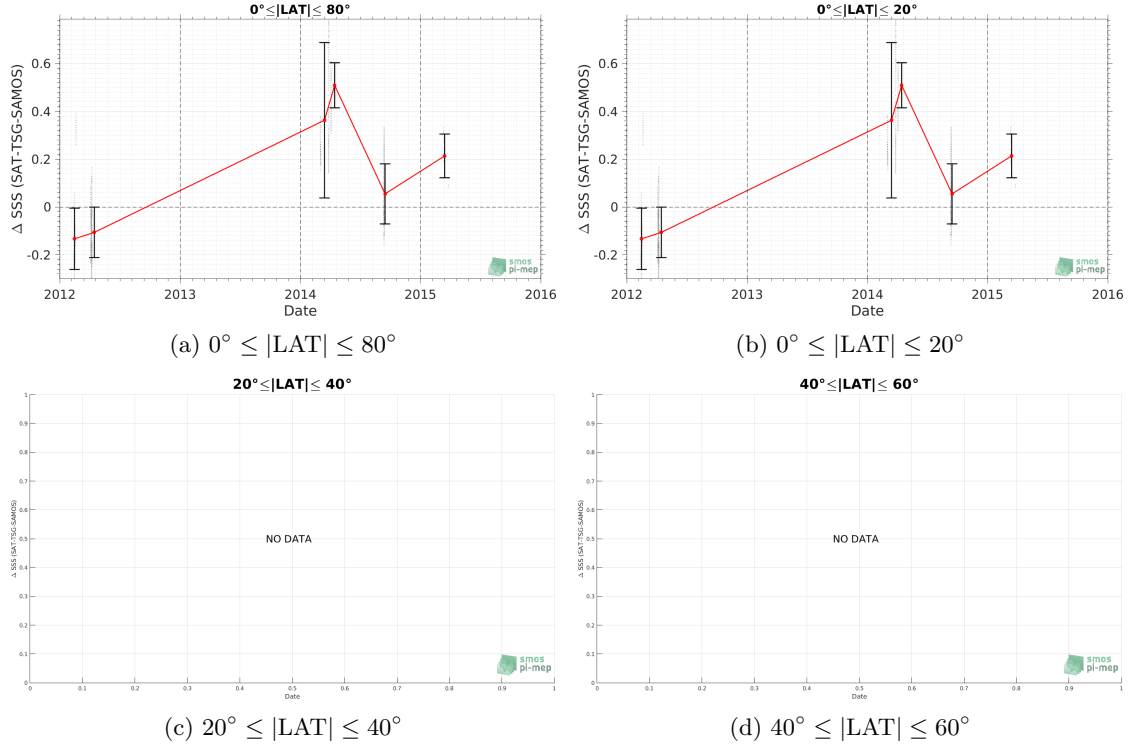 0°≤|LAT|≤ 80°
Δ SSS (SAT-TSG-SAMOS)
0.6
0.4
0.2
0
-0.2
2012 2013 2014 2015 2016
Date
smos
pi-mep
(a) 0° ≤ |LAT| ≤ 80°
0°≤|LAT|≤ 20°
Δ SSS (SAT-TSG-SAMOS)
0.6
0.4
0.2
0
-0.2
2012 2013 2014 2015 2016
Date
smos
pi-mep
(b) 0° ≤ |LAT| ≤ 20°
20°≤|LAT|≤ 40°
Δ SSS (SAT-TSG-SAMOS)
1
0.9
0.8
0.7
0.6
0.5
0.4
0.3
0.2
0.1
0
NO DATA
0 0.1 0.2 0.3 0.4 0.5 0.6 0.7 0.8 0.9 1
Date
smos
pi-mep
(c) 20° ≤ |LAT| ≤ 40°
40°≤|LAT|≤ 60°
Δ SSS (SAT-TSG-SAMOS)
1
0.9
0.8
0.7
0.6
0.5
0.4
0.3
0.2
0.1
0
NO DATA
0 0.1 0.2 0.3 0.4 0.5 0.6 0.7 0.8 0.9 1
Date
smos
pi-mep
(d) 40° ≤ |LAT| ≤ 60°